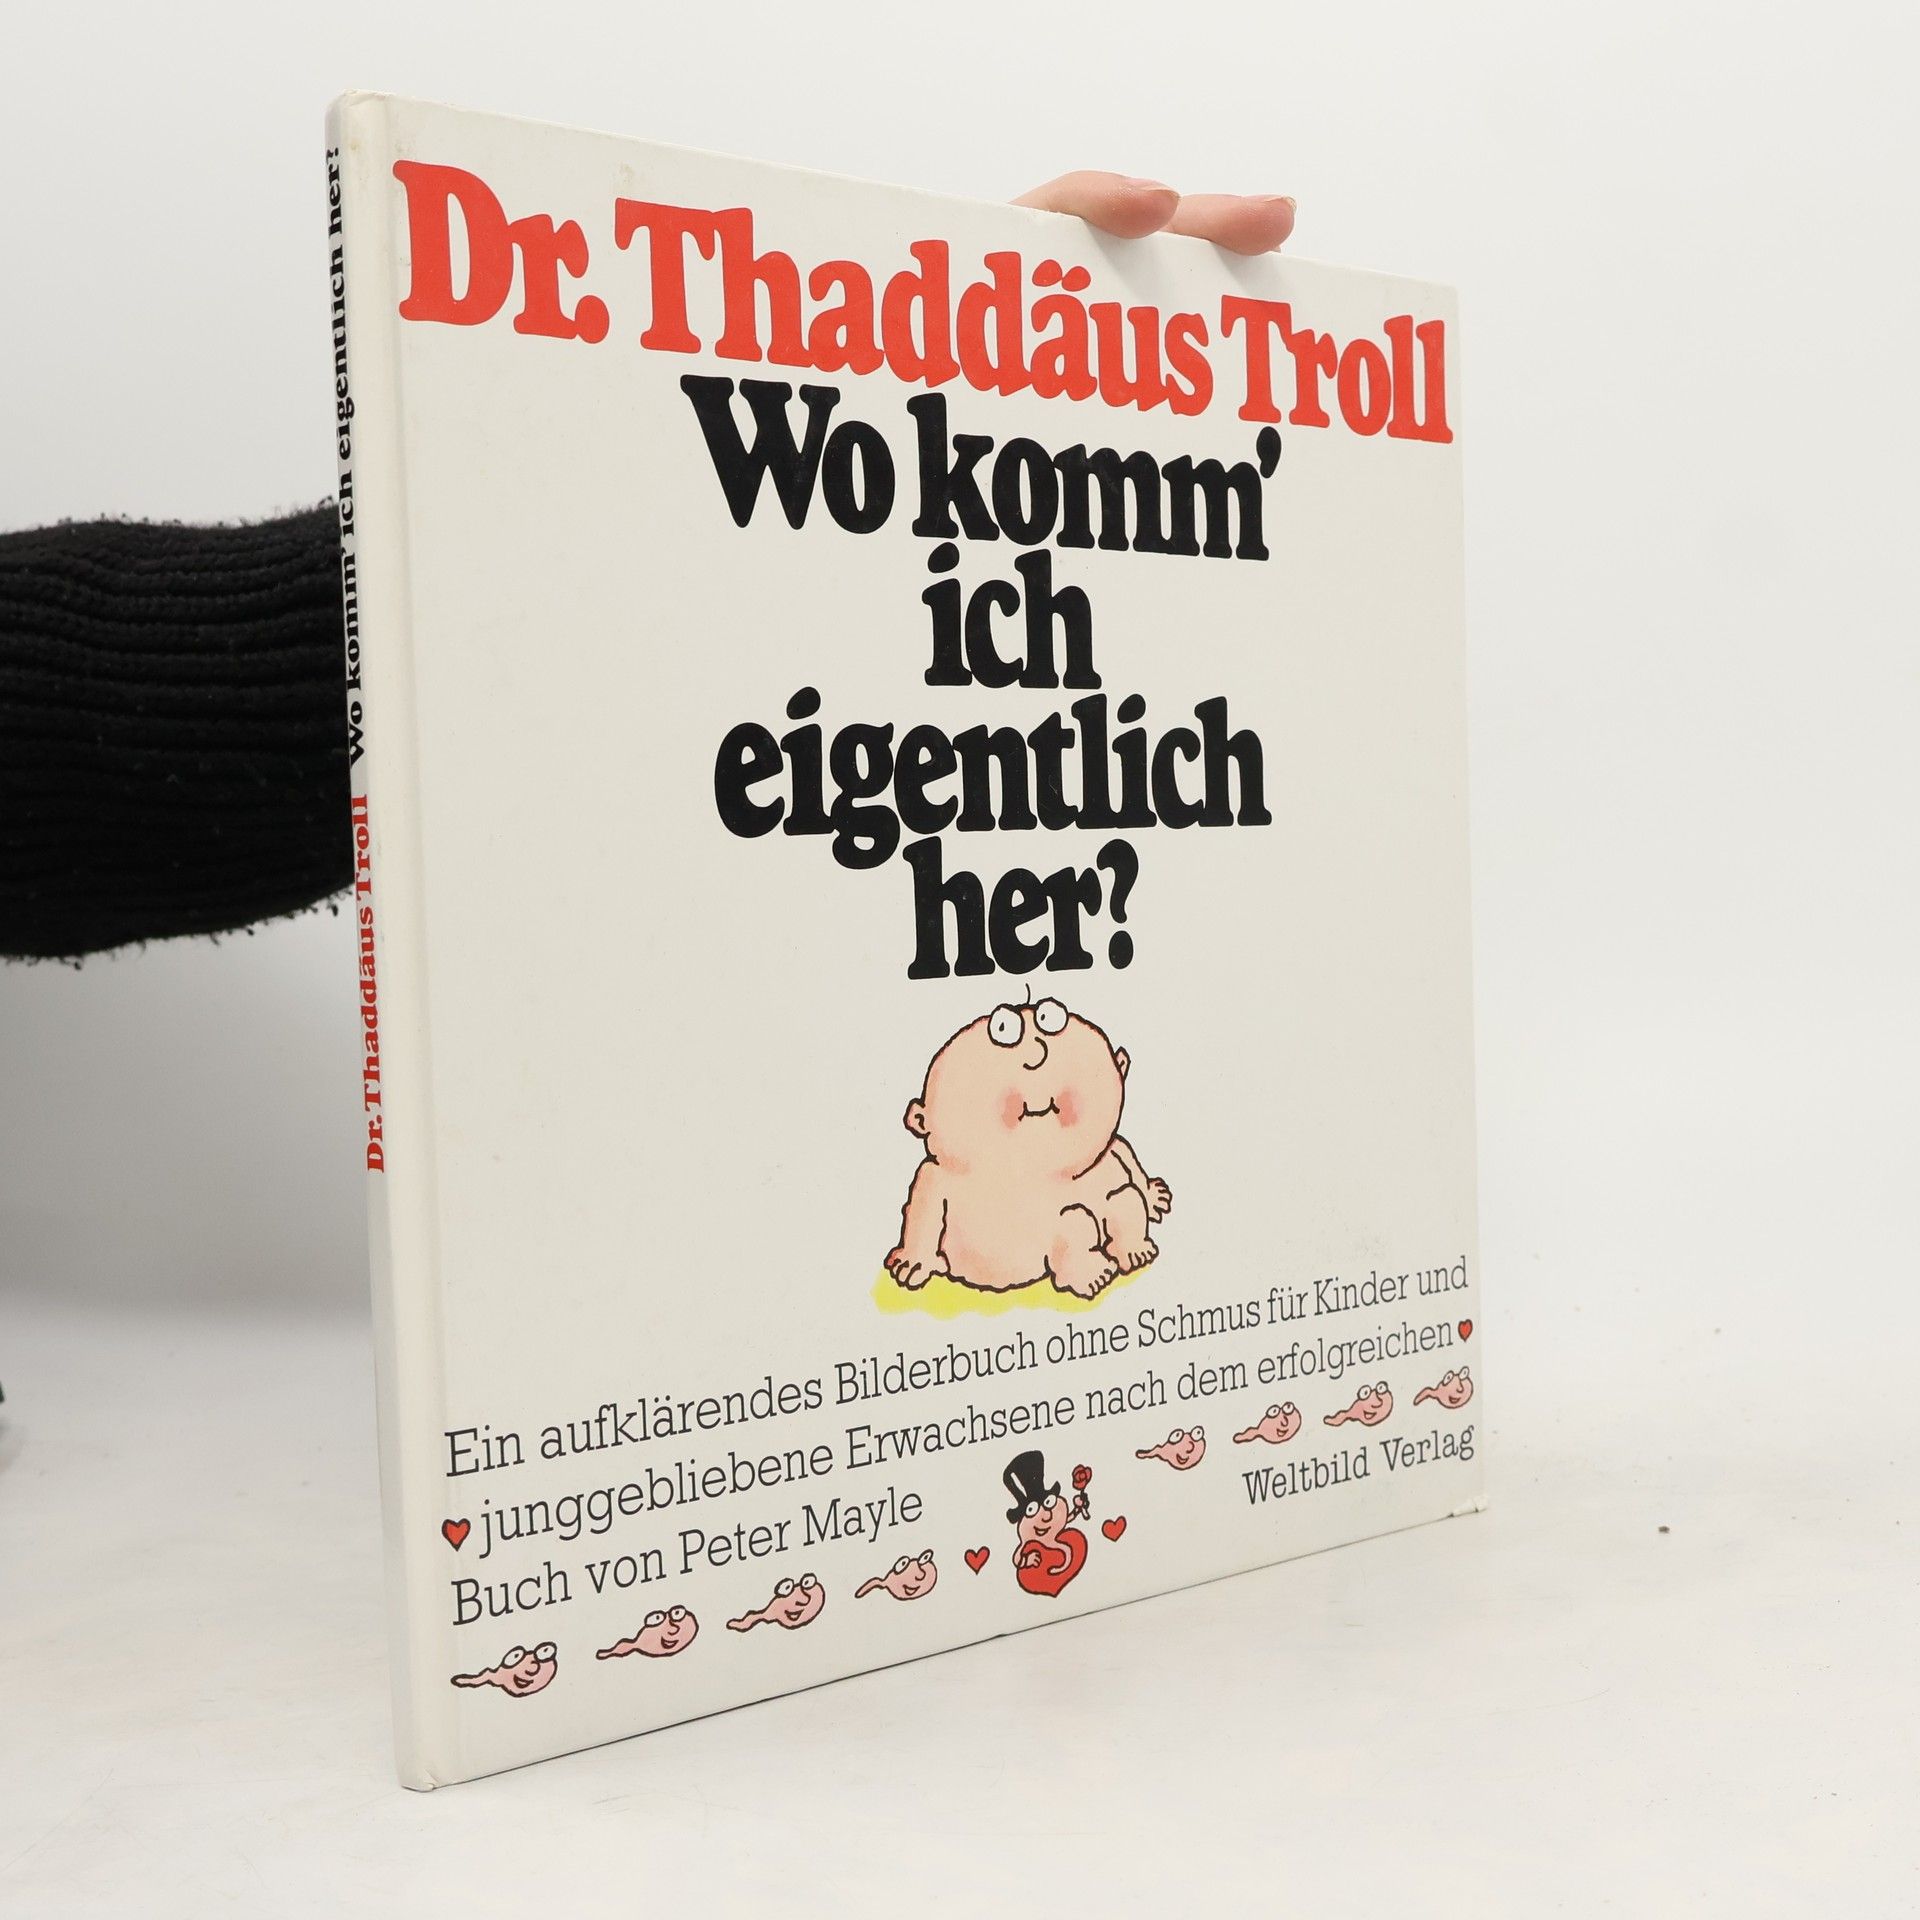 Dr. Thaddäus Troll
Wo komm'
ich
eigentlich
her?
Ein aufklärendes Bilderbuch ohne Schmus für Kinder und
junggebliebene Erwachsene nach dem erfolgreichen
Buch von Peter Mayle
Weltbild Verlag
Dr. Thaddäus Troll Wo komm' ich eigentlich her?